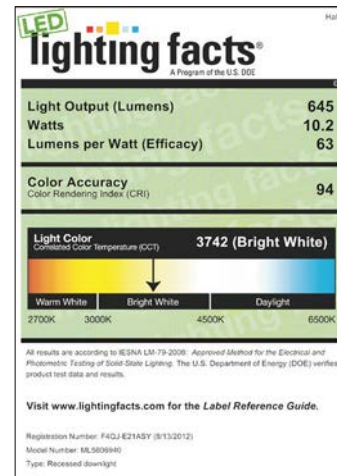 LED
lighting facts®
A Program of the U.S. DOE
Light Output (Lumens) 645
Watts 10.2
Lumens per Watt (Efficacy) 63
Color Accuracy 94
Color Rendering Index (CRI)
Light Color 3742 (Bright White)
Correlated Color Temperature (CCT)
Warm White Bright White Daylight
2700K 3000K 4500K 6500K
All results are according to IESNA LM-79-2008: Approved Method for the Electrical and
Photometric Testing of Solid-State Lighting. The U.S. Department of Energy (DOE) verifies
product test data and results.
Visit www.lightingfacts.com for the Label Reference Guide.
Registration Number: F4QJ-E21ASY (8/13/2012)
Model Number: ML5606940
Type: Recessed downlight